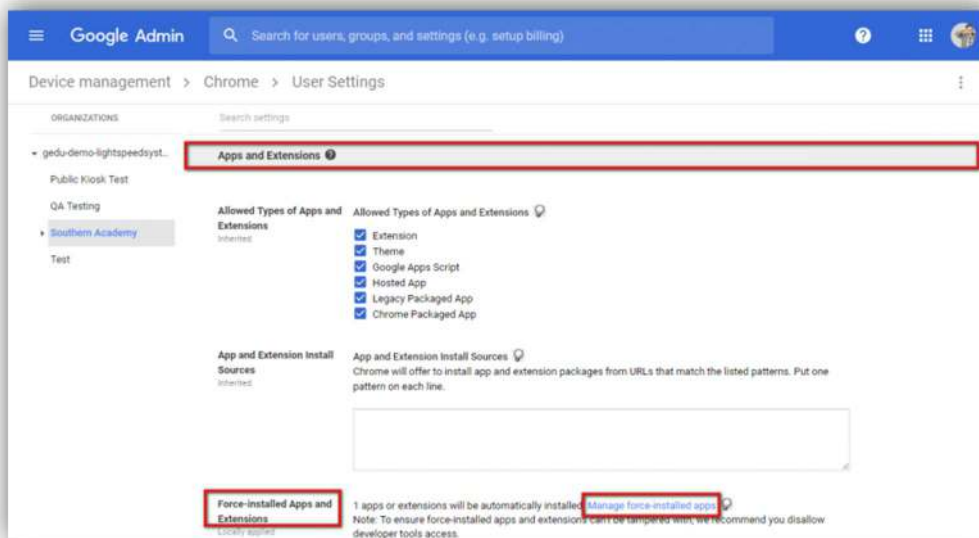 Google Admin
Search for users, groups, and settings (e.g. setup billing)
Device management > Chrome > User Settings
ORGANIZATIONS
Search settings
gedu-demo-lightspeedsyst...
Public Kiosk Test
QA Testing
Southern Academy
Test
Apps and Extensions
Allowed Types of Apps and
Extensions
Inherited
Allowed Types of Apps and Extensions
Extension
Theme
Google Apps Script
Hosted App
Legacy Packaged App
Chrome Packaged App
App and Extension Install
Sources
Inherited
App and Extension Install Sources
Chrome will offer to install app and extension packages from URLs that match the listed patterns. Put one
pattern on each line.
Force-installed Apps and
Extensions
Locally applied
1 apps or extensions will be automatically installed. Manage force-installed apps
Note: To ensure force-installed apps and extensions can't be tampered with, we recommend you disallow
developer tools access.